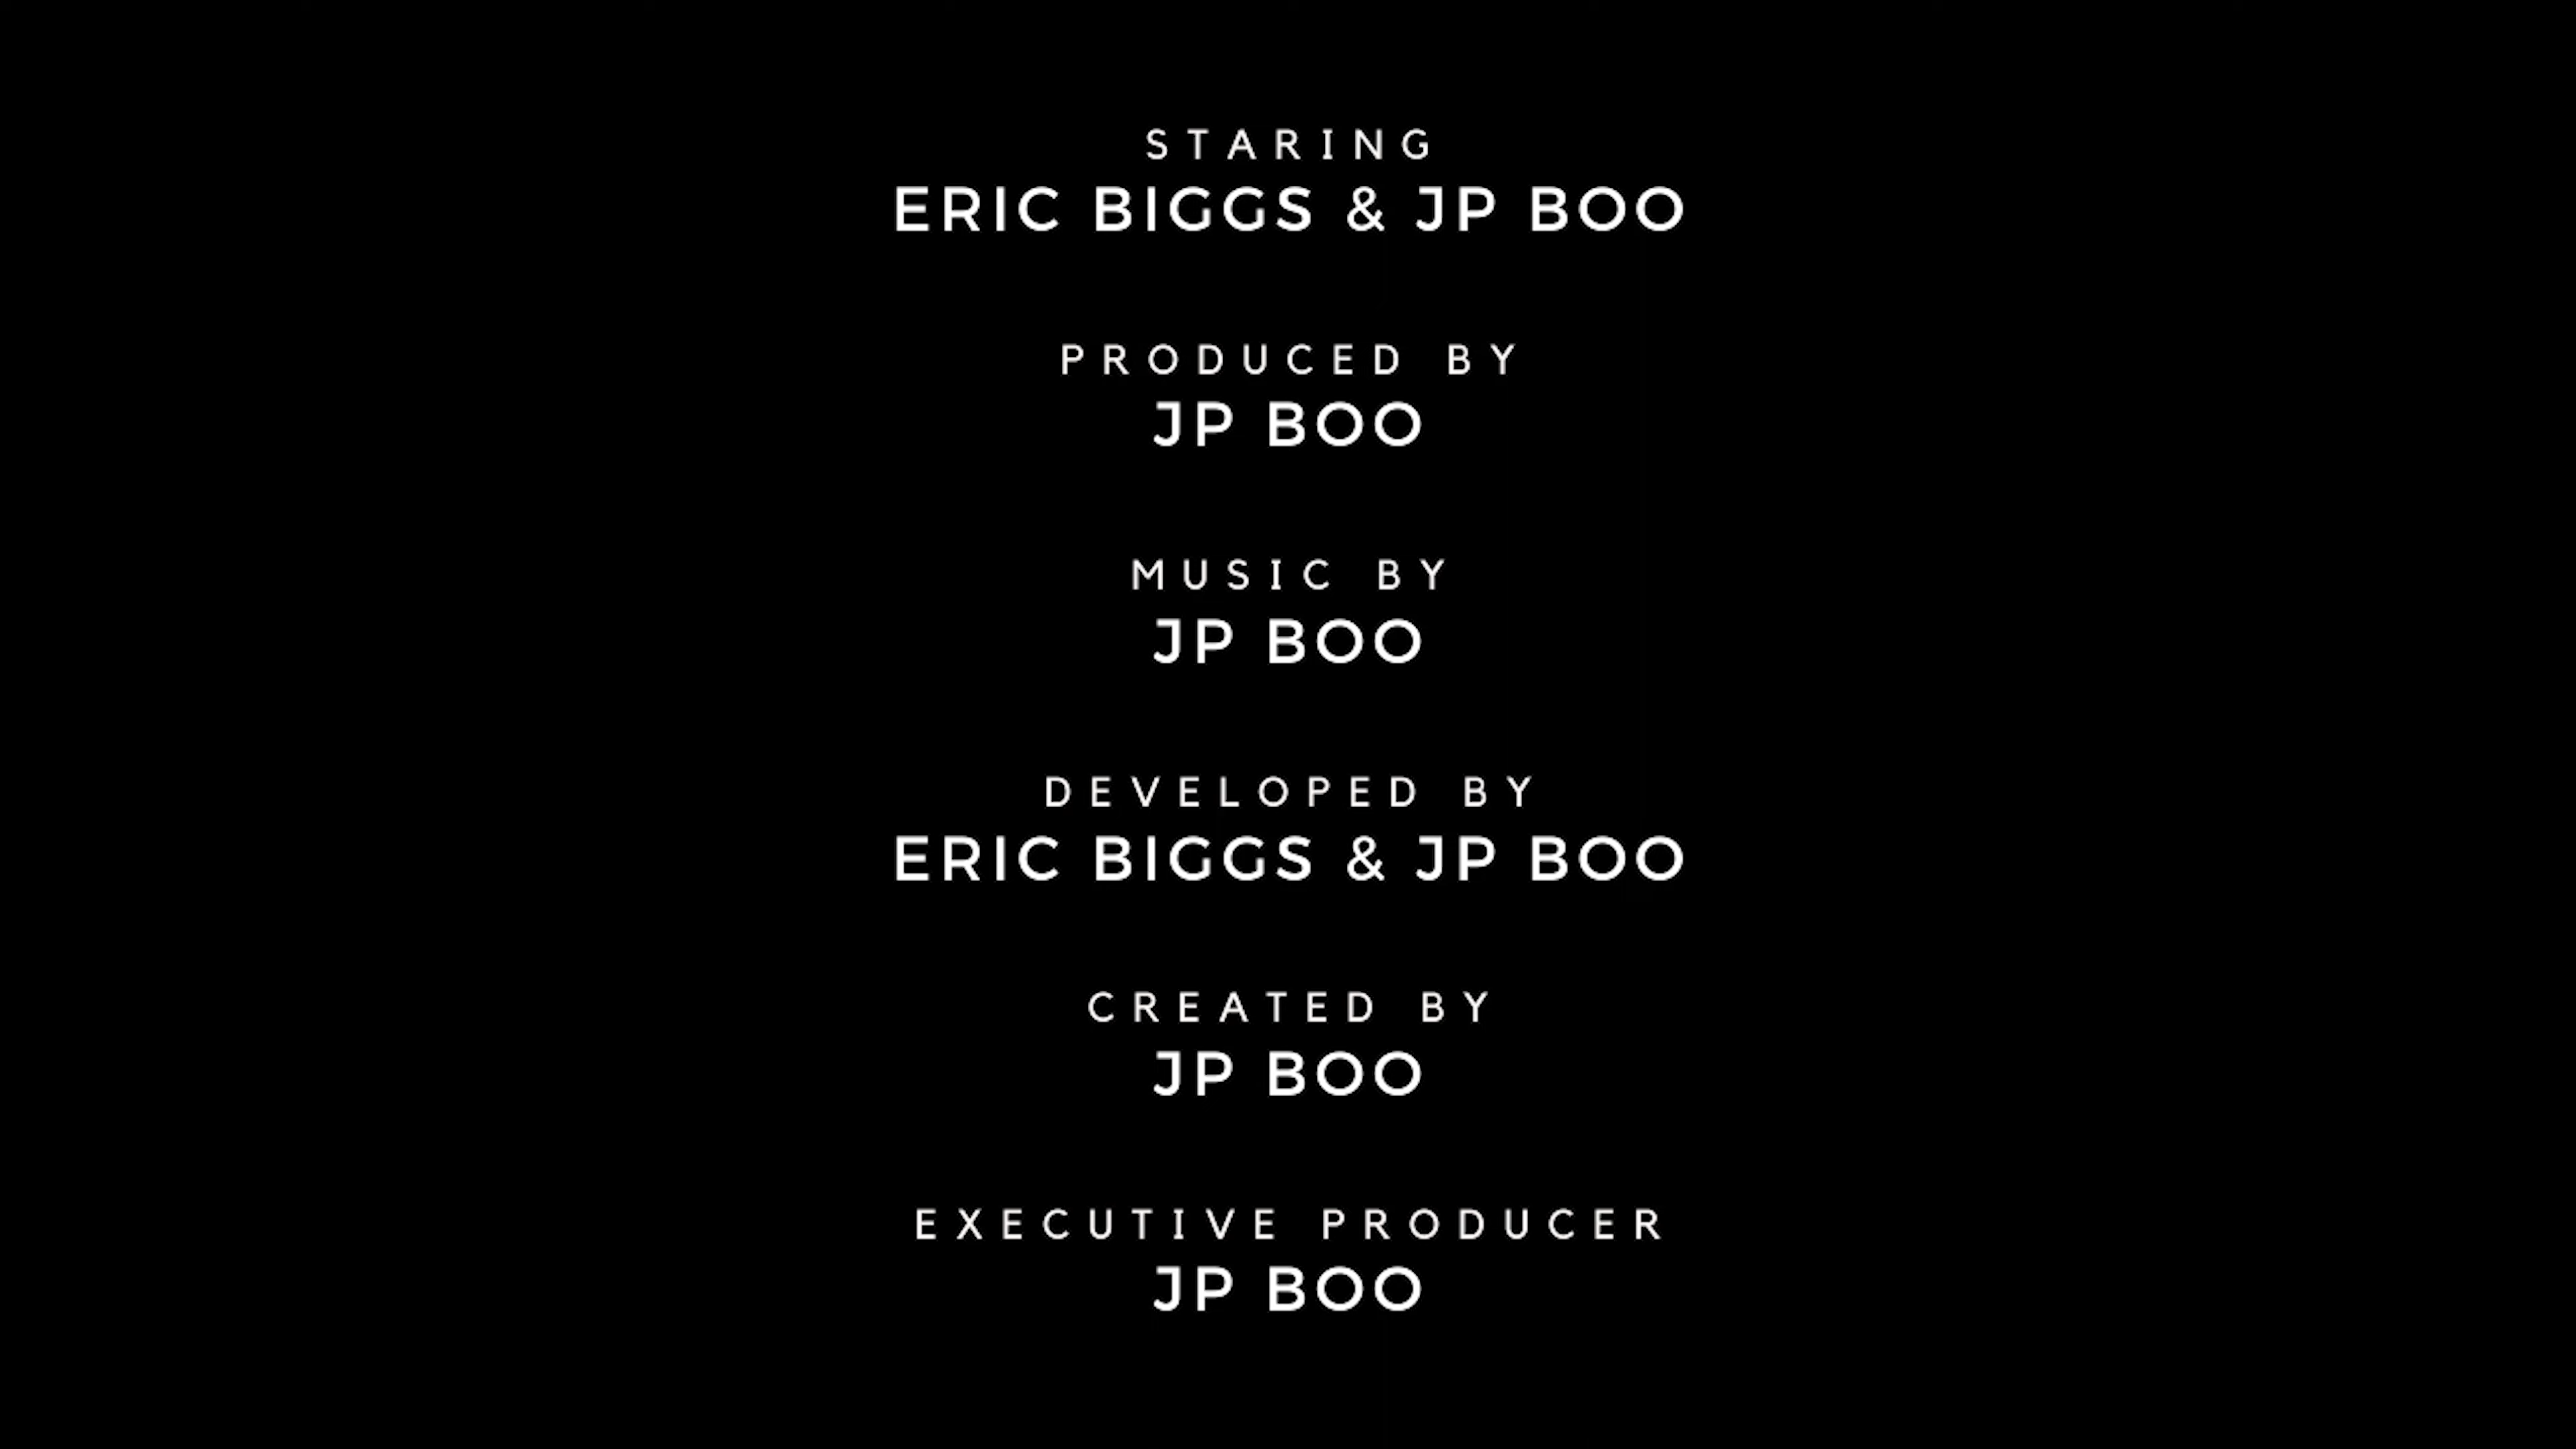 STARING
ERIC BIGGS & JP BOO
PRODUCED BY
JP BOO
MUSIC BY
JP BOO
DEVELOPED BY
ERIC BIGGS & JP BOO
CREATED BY
JP BOO
EXECUTIVE PRODUCER
JP BOO